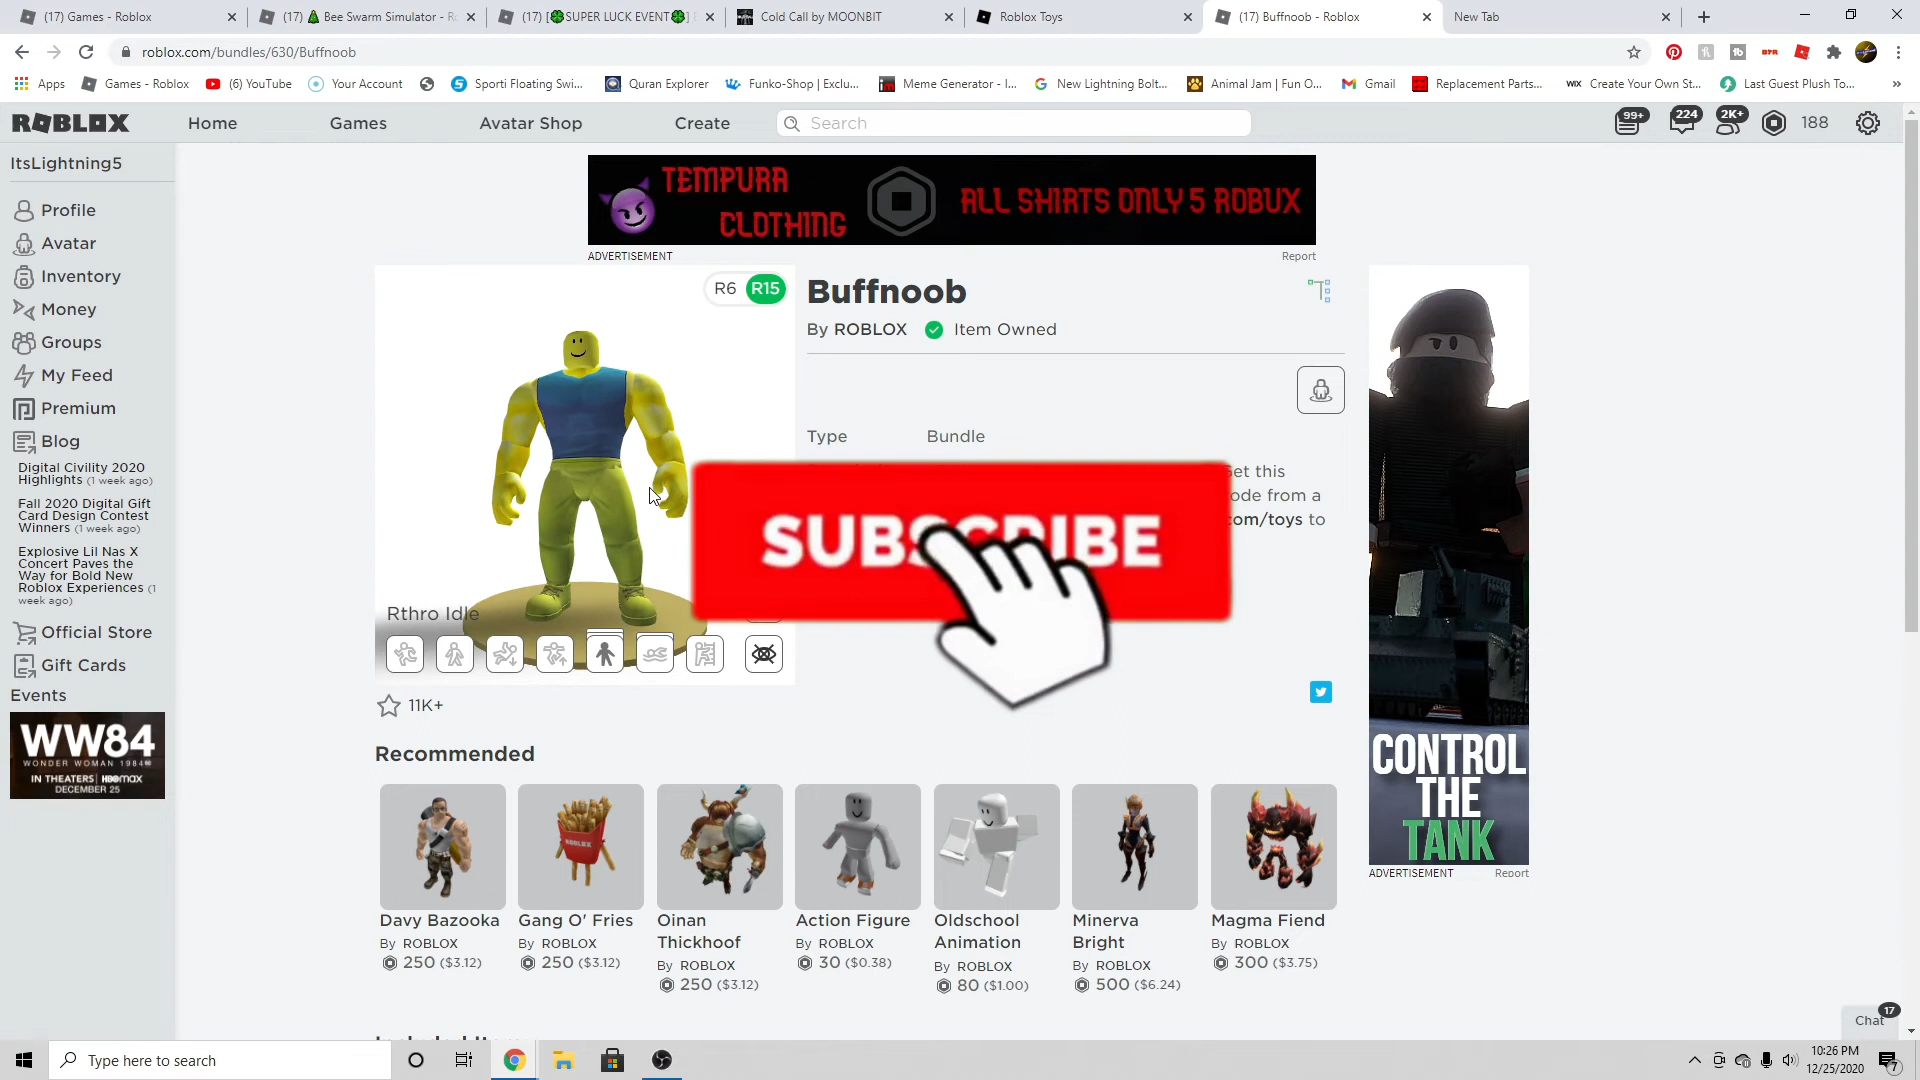 (17) Games - Roblox
(17) 🎄 Bee Swarm Simulator - Ro
(17) [🍀SUPER LUCK EVENT🍀] B
Cold Call by MOONBIT
Roblox Toys
(17) Buffnoob - Roblox
New Tab
roblox.com/bundles/630/Buffnoob
Apps
Games - Roblox
(6) YouTube
Your Account
Sporti Floating Swi...
Quran Explorer
Funko-Shop | Exclu...
Meme Generator - I...
New Lightning Bolt...
Animal Jam | Fun O...
Gmail
Replacement Parts...
WIX Create Your Own St...
Last Guest Plush To...
ROBLOX
Home
Games
Avatar Shop
Create
Search
99+
224
2K+
188
ItsLightning5
Profile
Avatar
Inventory
Money
Groups
My Feed
Premium
Blog
Digital Civility 2020
Highlights (1 week ago)
Fall 2020 Digital Gift
Card Design Contest
Winners (1 week ago)
Explosive Lil Nas X
Concert Paves the
Way for Bold New
Roblox Experiences (1
week ago)
Official Store
Gift Cards
Events
WW84
WONDER WOMAN 1984
IN THEATERS | HBOmax
DECEMBER 25
TEMPURA
CLOTHING
ALL SHIRTS ONLY 5 ROBUX
ADVERTISEMENT
Report
R6 R15
Rthro Idle
11K+
Buffnoob
By ROBLOX Item Owned
Type Bundle
Get this
ode from a
com/toys to
SUBSCRIBE
CONTROL
THE
TANK
ADVERTISEMENT
Report
Recommended
Davy Bazooka
By ROBLOX
250 ($3.12)
Gang O' Fries
By ROBLOX
250 ($3.12)
ROBLOX
Oinan
Thickhoof
By ROBLOX
250 ($3.12)
Action Figure
By ROBLOX
30 ($0.38)
Oldschool
Animation
By ROBLOX
80 ($1.00)
Minerva
Bright
By ROBLOX
500 ($6.24)
Magma Fiend
By ROBLOX
300 ($3.75)
Chat
17
Type here to search
10:26 PM
12/25/2020
7